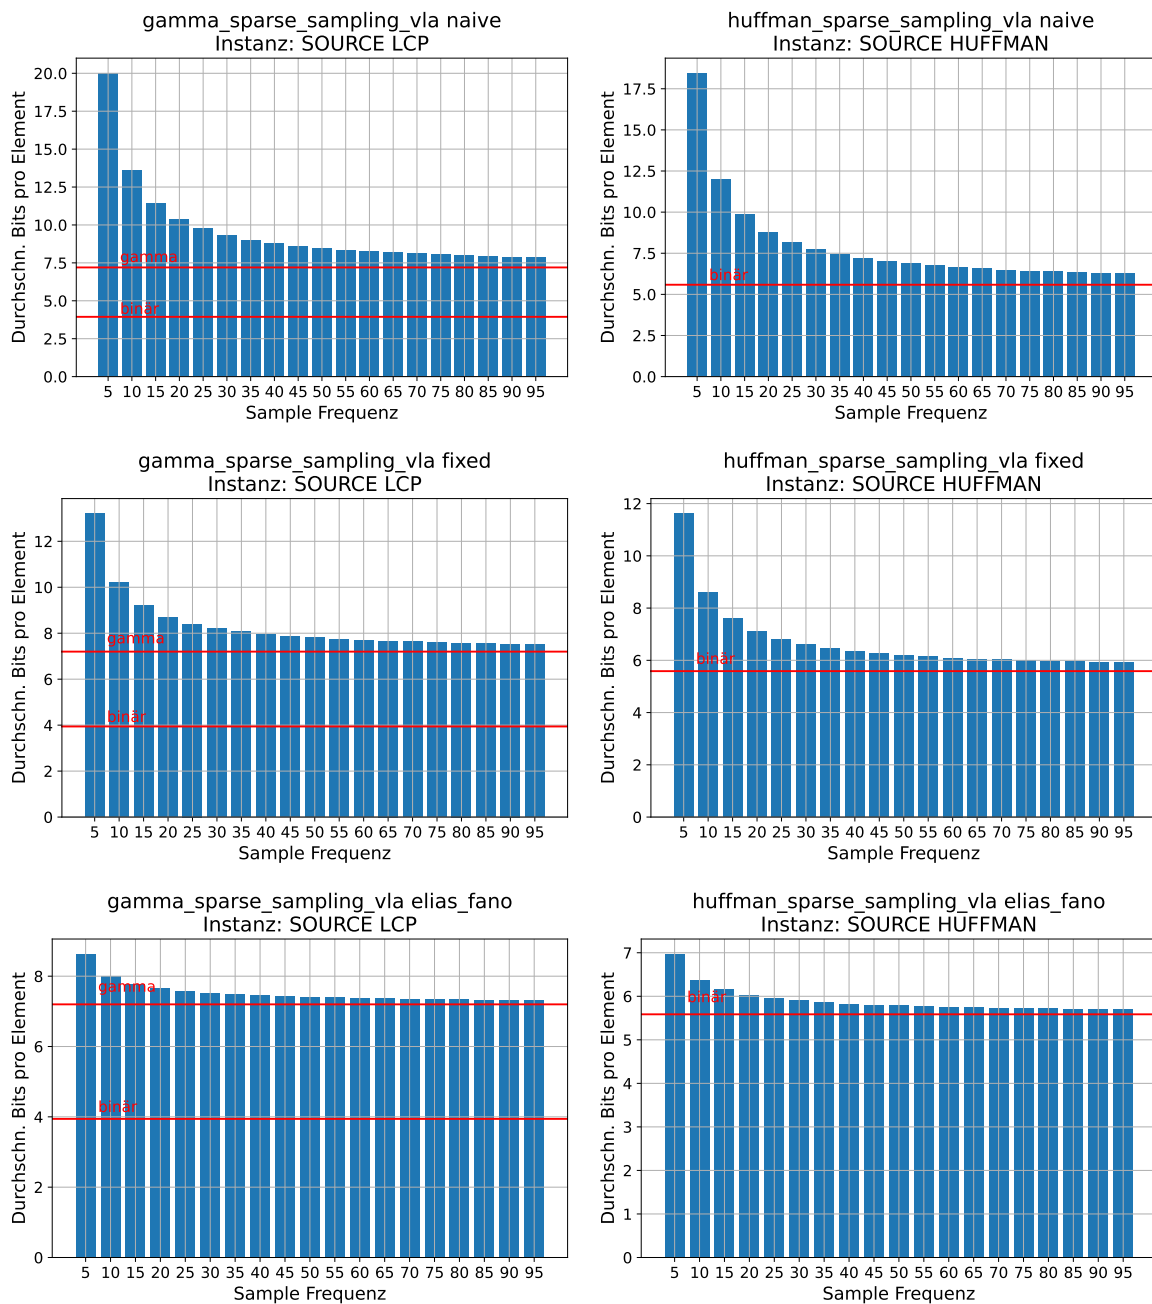 gamma_sparse_sampling_vla naive
Instanz: SOURCE LCP
Durchschn. Bits pro Element
20.0
17.5
15.0
12.5
10.0
7.5
5.0
2.5
0.0
gamma
binär
5 10 15 20 25 30 35 40 45 50 55 60 65 70 75 80 85 90 95
Sample Frequenz
huffman_sparse_sampling_vla naive
Instanz: SOURCE HUFFMAN
Durchschn. Bits pro Element
17.5
15.0
12.5
10.0
7.5
5.0
2.5
0.0
binär
5 10 15 20 25 30 35 40 45 50 55 60 65 70 75 80 85 90 95
Sample Frequenz
gamma_sparse_sampling_vla fixed
Instanz: SOURCE LCP
Durchschn. Bits pro Element
12
10
8
6
4
2
0
gamma
binär
5 10 15 20 25 30 35 40 45 50 55 60 65 70 75 80 85 90 95
Sample Frequenz
huffman_sparse_sampling_vla fixed
Instanz: SOURCE HUFFMAN
Durchschn. Bits pro Element
12
10
8
6
4
2
0
binär
5 10 15 20 25 30 35 40 45 50 55 60 65 70 75 80 85 90 95
Sample Frequenz
gamma_sparse_sampling_vla elias_fano
Instanz: SOURCE LCP
Durchschn. Bits pro Element
8
6
4
2
0
gamma
binär
5 10 15 20 25 30 35 40 45 50 55 60 65 70 75 80 85 90 95
Sample Frequenz
huffman_sparse_sampling_vla elias_fano
Instanz: SOURCE HUFFMAN
Durchschn. Bits pro Element
7
6
5
4
3
2
1
0
binär
5 10 15 20 25 30 35 40 45 50 55 60 65 70 75 80 85 90 95
Sample Frequenz